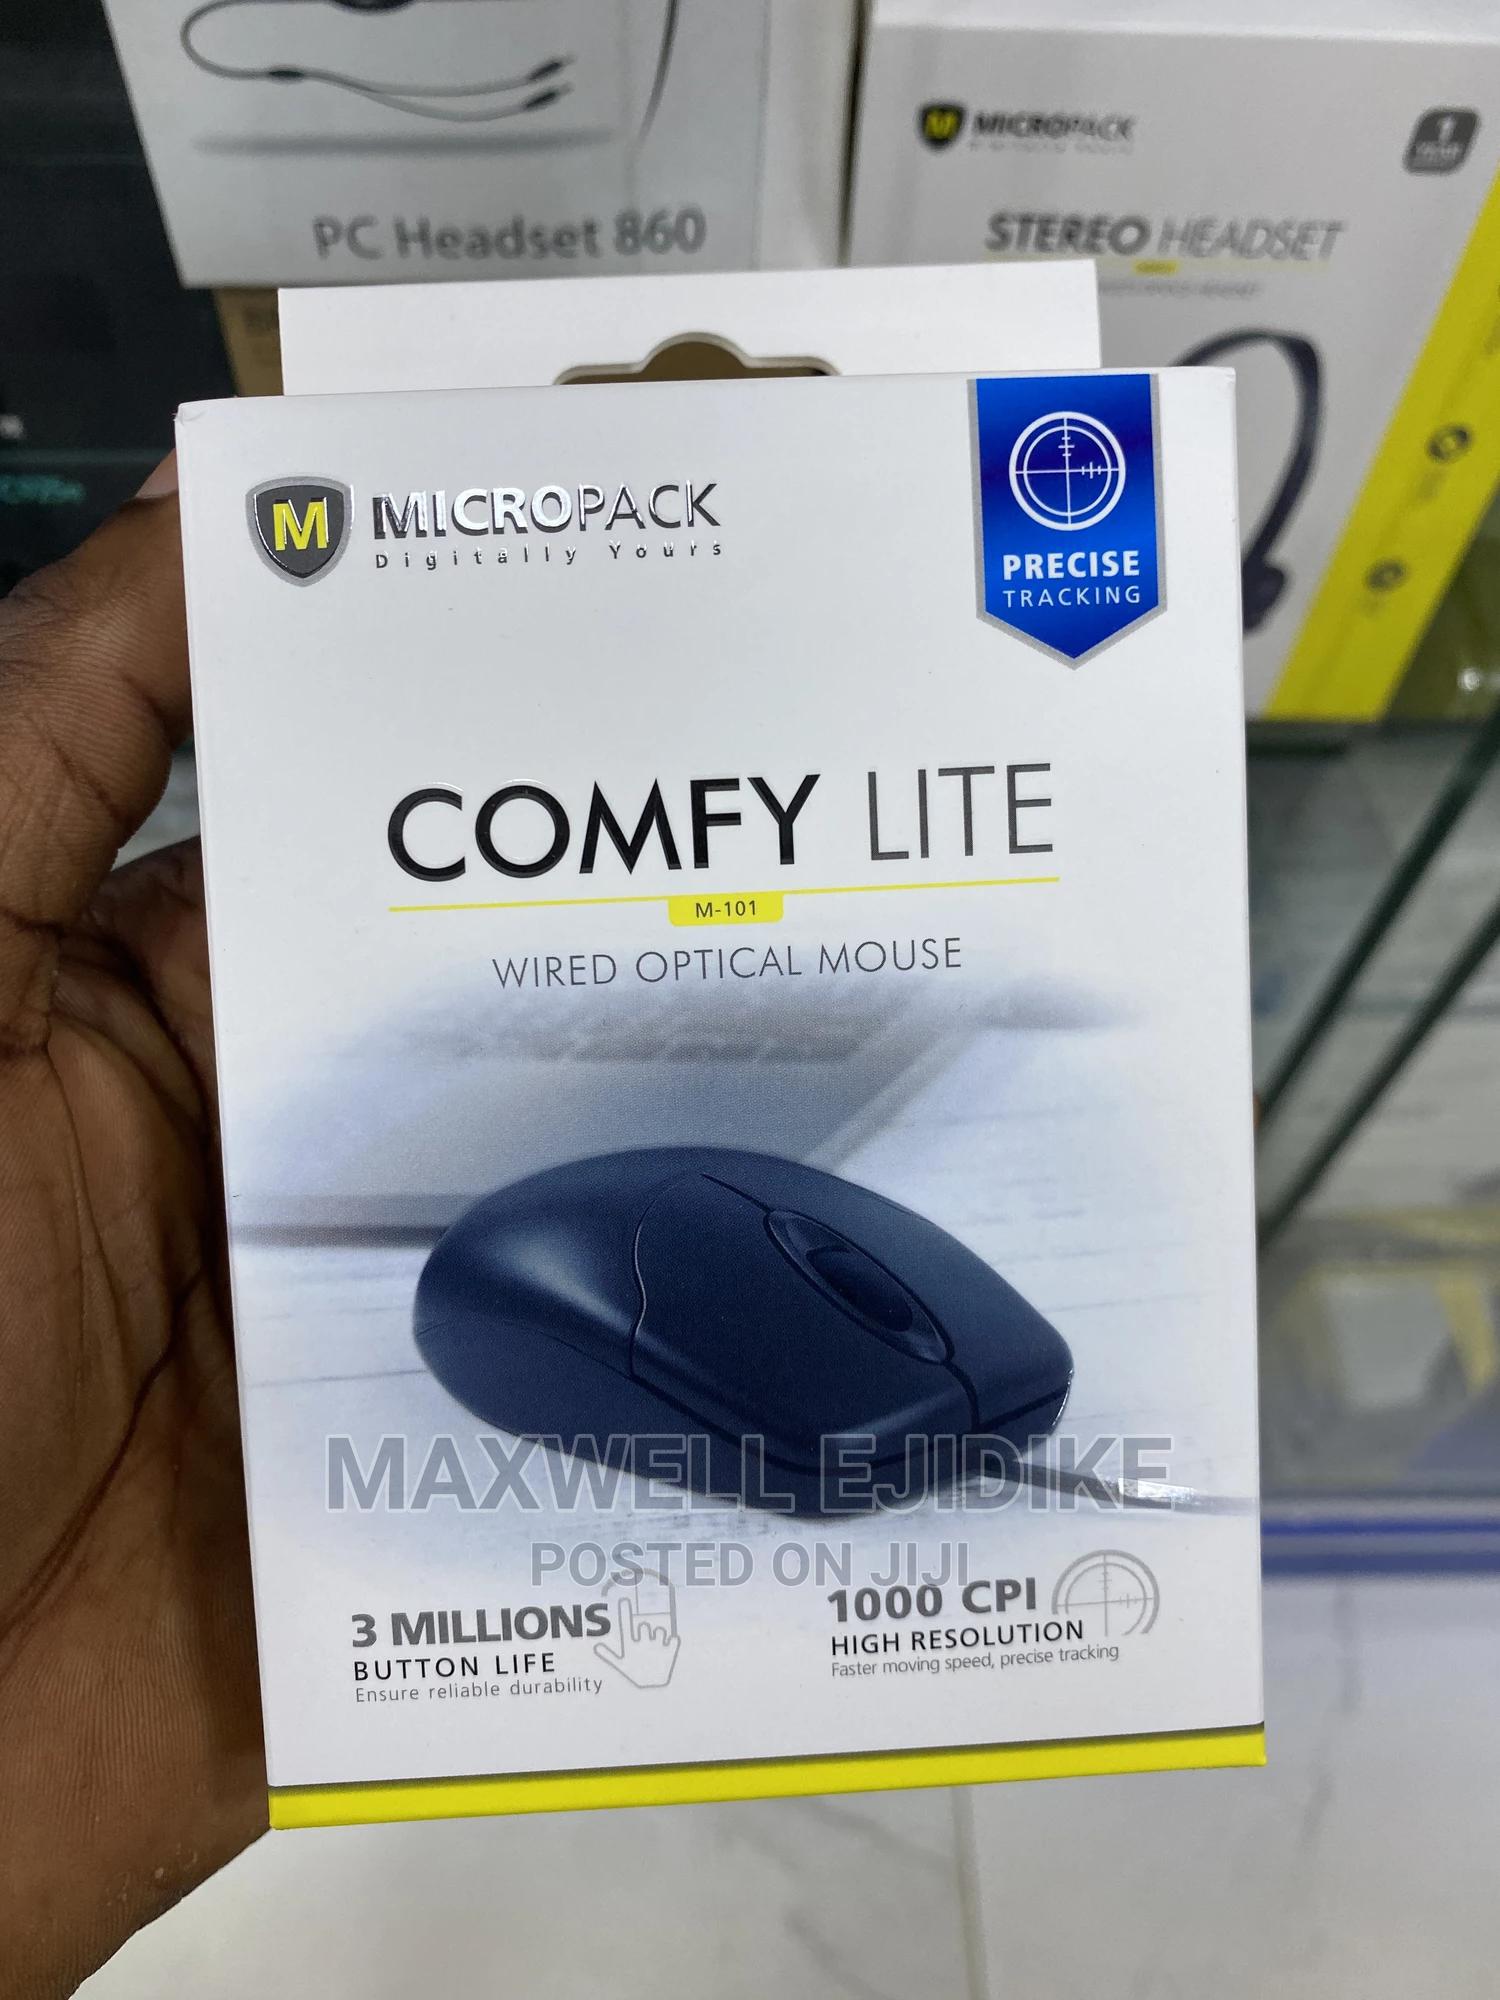 PC Headset 860
M MICROPACK
1
YEAR
STEREO HEADSET
M MICROPACK
Digitally Yours
PRECISE
TRACKING
COMFY LITE
M-101
WIRED OPTICAL MOUSE
MAXWELL EJIDIKE
POSTED ON JIJI
3 MILLIONS
BUTTON LIFE
Ensure reliable durability
1000 CPI
HIGH RESOLUTION
Faster moving speed, precise tracking